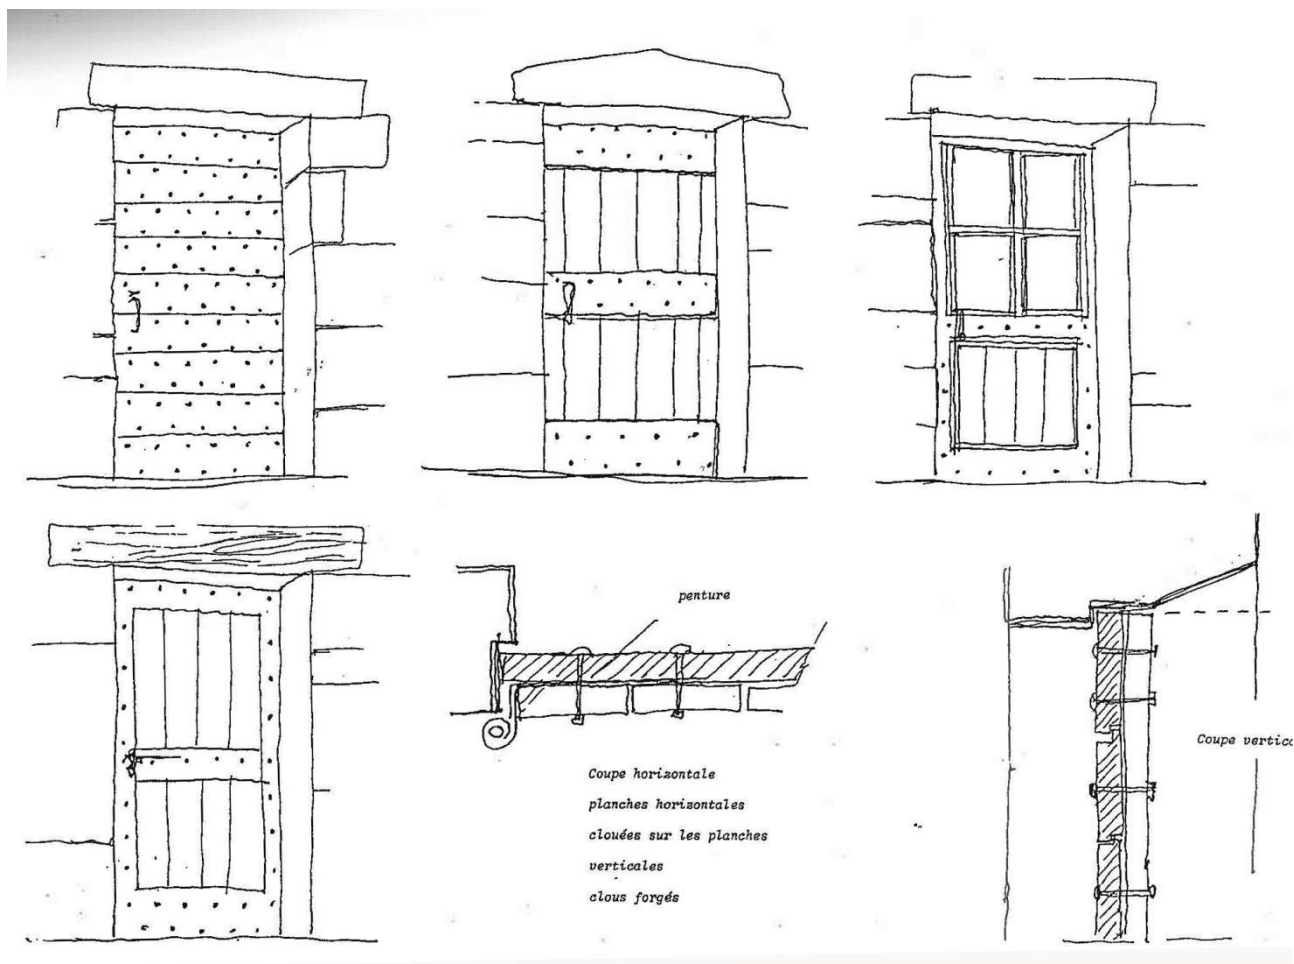 penture
Coupe horizontale
planches horizontales
clouées sur les planches
verticales
clous forgés
Coupe vertic